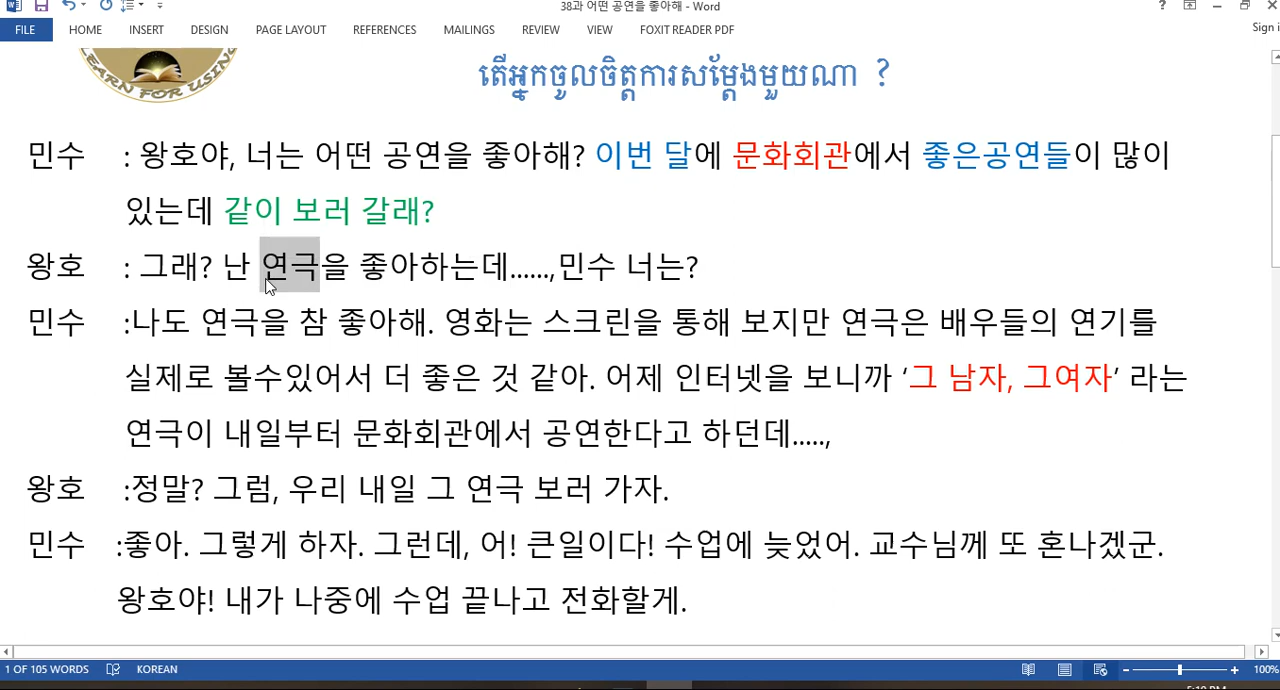 38과 어떤 공연을 좋아해 - Word
FILE HOME INSERT DESIGN PAGE LAYOUT REFERENCES MAILINGS REVIEW VIEW FOXIT READER PDF Sign i
LEARN FOR USING
តើអ្នកចូលចិត្តការសម្ដែងមួយណា ?
민수 : 왕호야, 너는 어떤 공연을 좋아해? 이번 달에 문화회관에서 좋은공연들이 많이
있는데 같이 보러 갈래?
왕호 : 그래? 난 연극을 좋아하는데......,민수 너는?
민수 :나도 연극을 참 좋아해. 영화는 스크린을 통해 보지만 연극은 배우들의 연기를
실제로 볼수있어서 더 좋은 것 같아. 어제 인터넷을 보니까 ‘그 남자, 그여자’ 라는
연극이 내일부터 문화회관에서 공연한다고 하던데.....,
왕호 :정말? 그럼, 우리 내일 그 연극 보러 가자.
민수 :좋아. 그렇게 하자. 그런데, 어! 큰일이다! 수업에 늦었어. 교수님께 또 혼나겠군.
왕호야! 내가 나중에 수업 끝나고 전화할게.
1 OF 105 WORDS KOREAN 100%